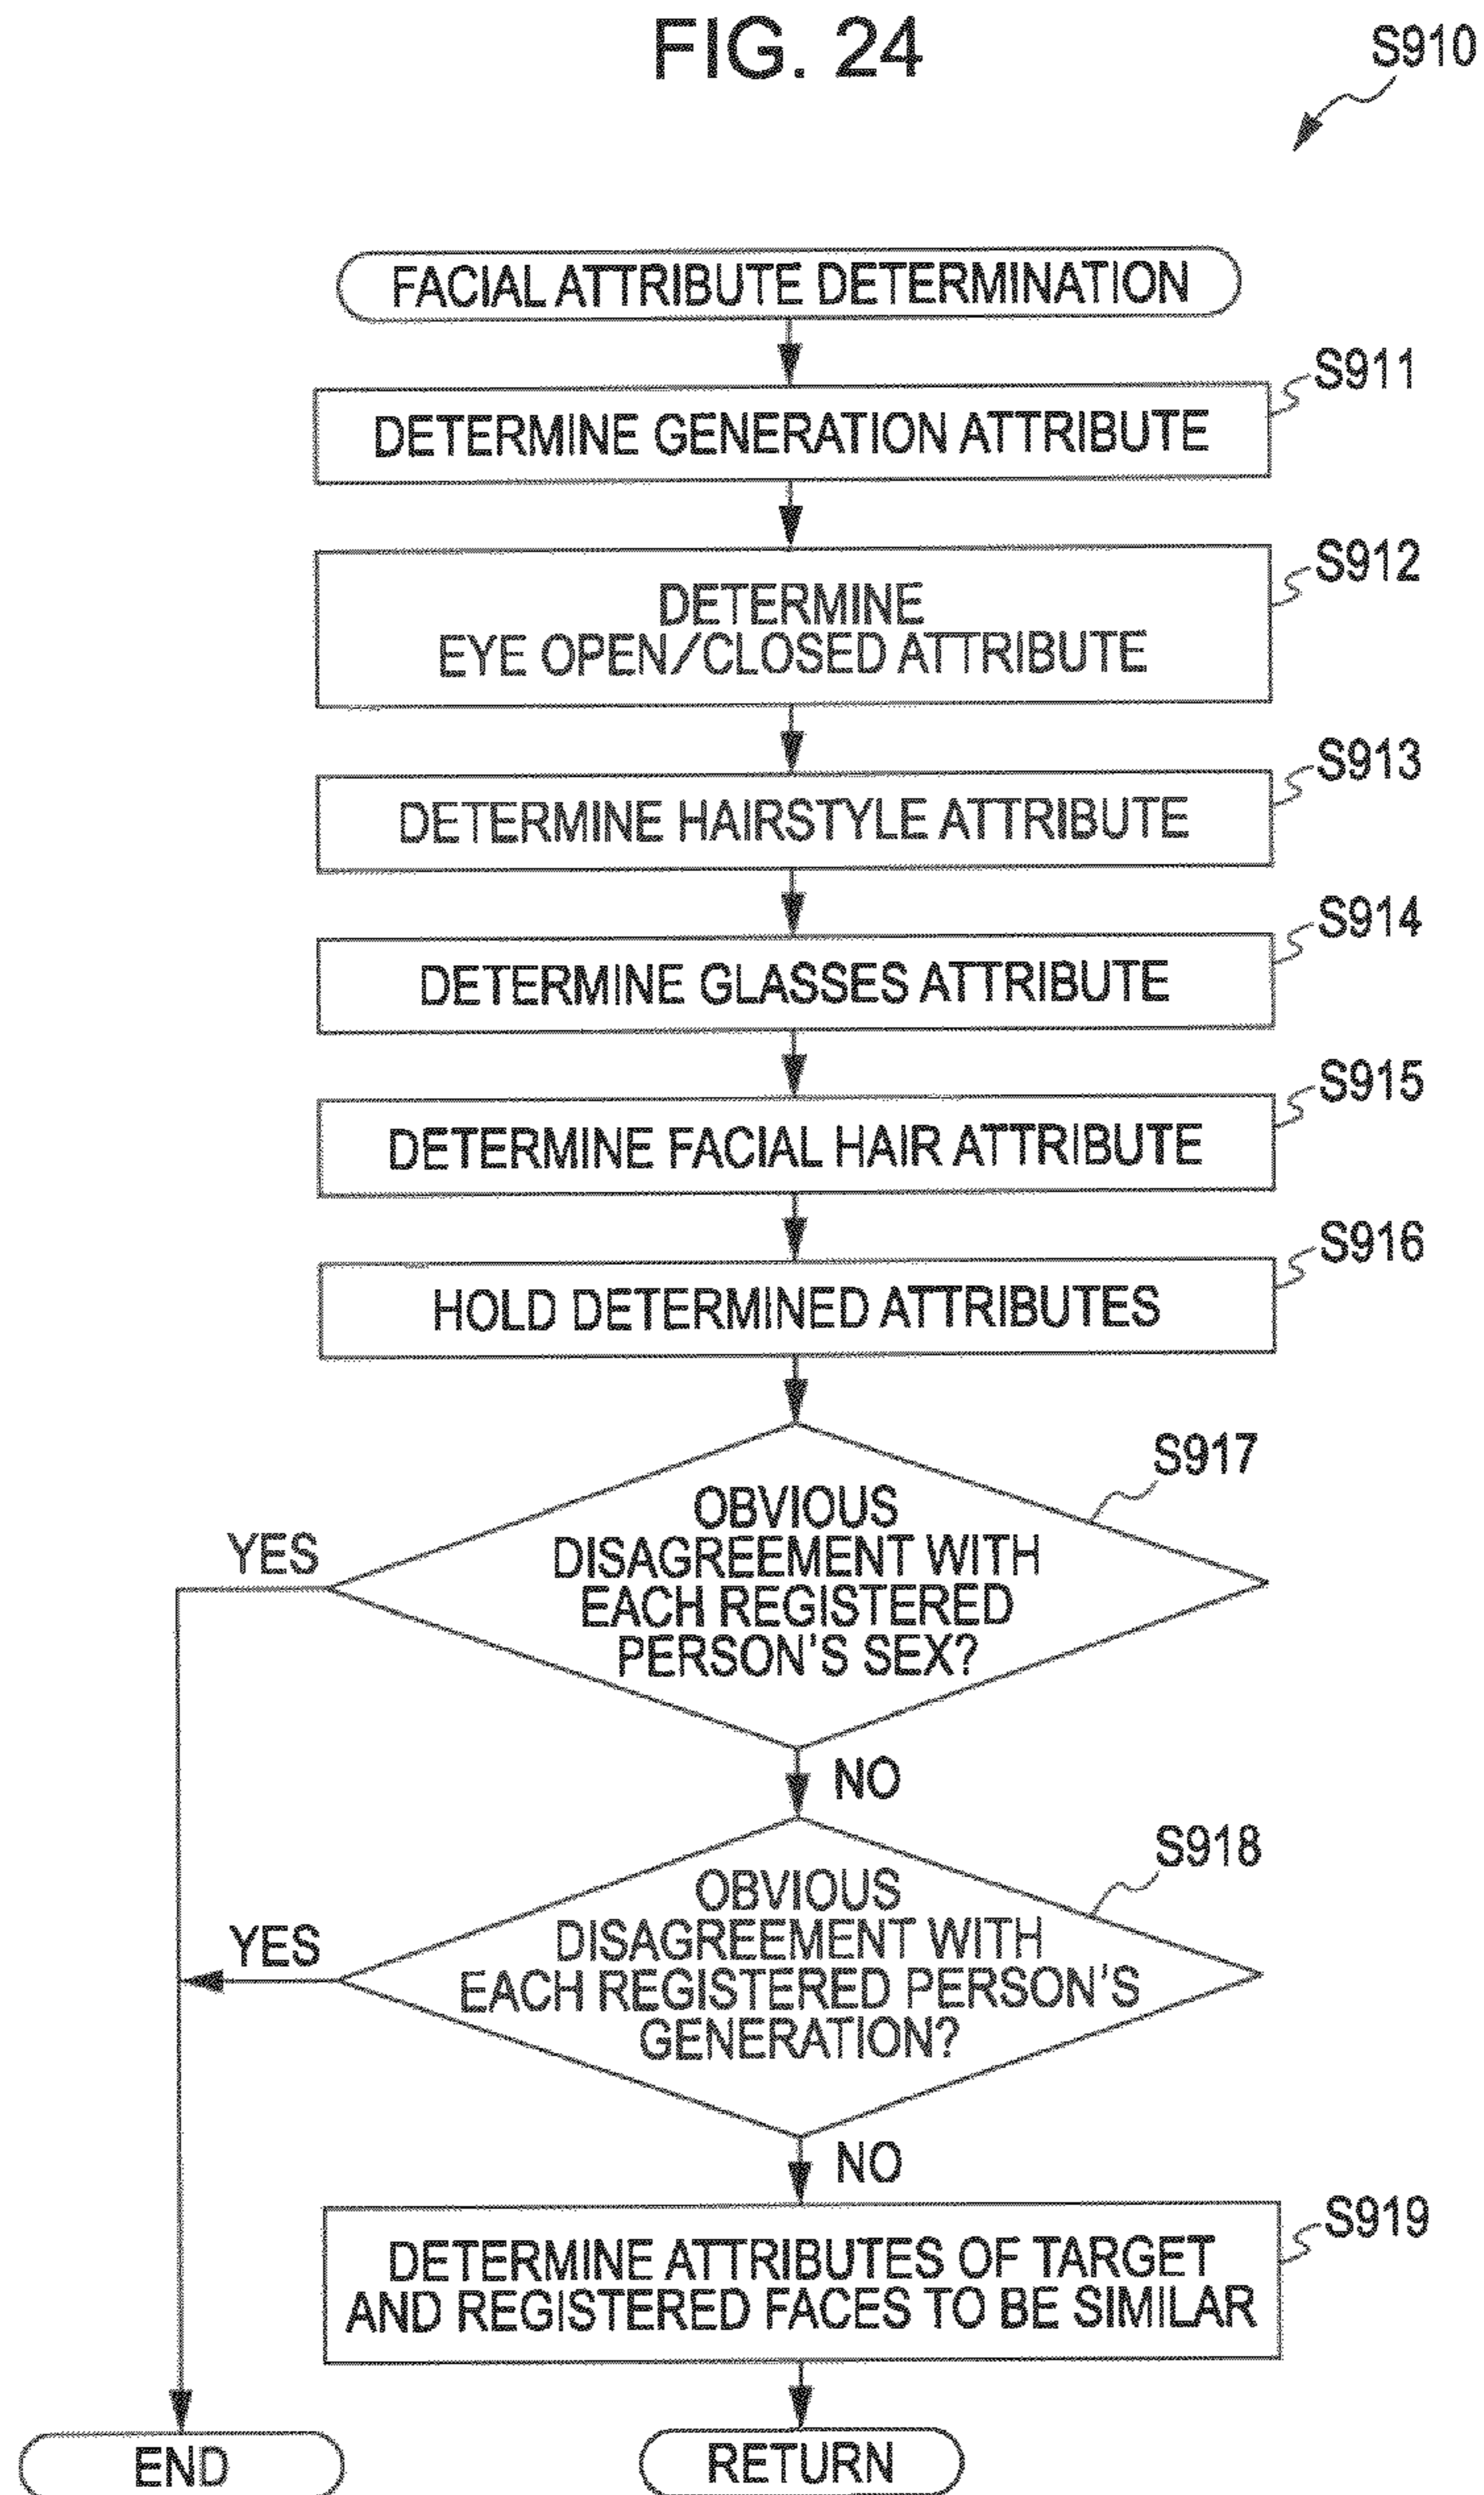 FIG. 24
S910
FACIAL ATTRIBUTE DETERMINATION
S911
DETERMINE GENERATION ATTRIBUTE
S912
DETERMINE
EYE OPEN/CLOSED ATTRIBUTE
S913
DETERMINE HAIRSTYLE ATTRIBUTE
S914
DETERMINE GLASSES ATTRIBUTE
S915
DETERMINE FACIAL HAIR ATTRIBUTE
S916
HOLD DETERMINED ATTRIBUTES
S917
OBVIOUS
DISAGREEMENT WITH
EACH REGISTERED
PERSON'S SEX?
YES
NO
S918
OBVIOUS
DISAGREEMENT WITH
EACH REGISTERED PERSON'S
GENERATION?
YES
NO
S919
DETERMINE ATTRIBUTES OF TARGET
AND REGISTERED FACES TO BE SIMILAR
END
RETURN